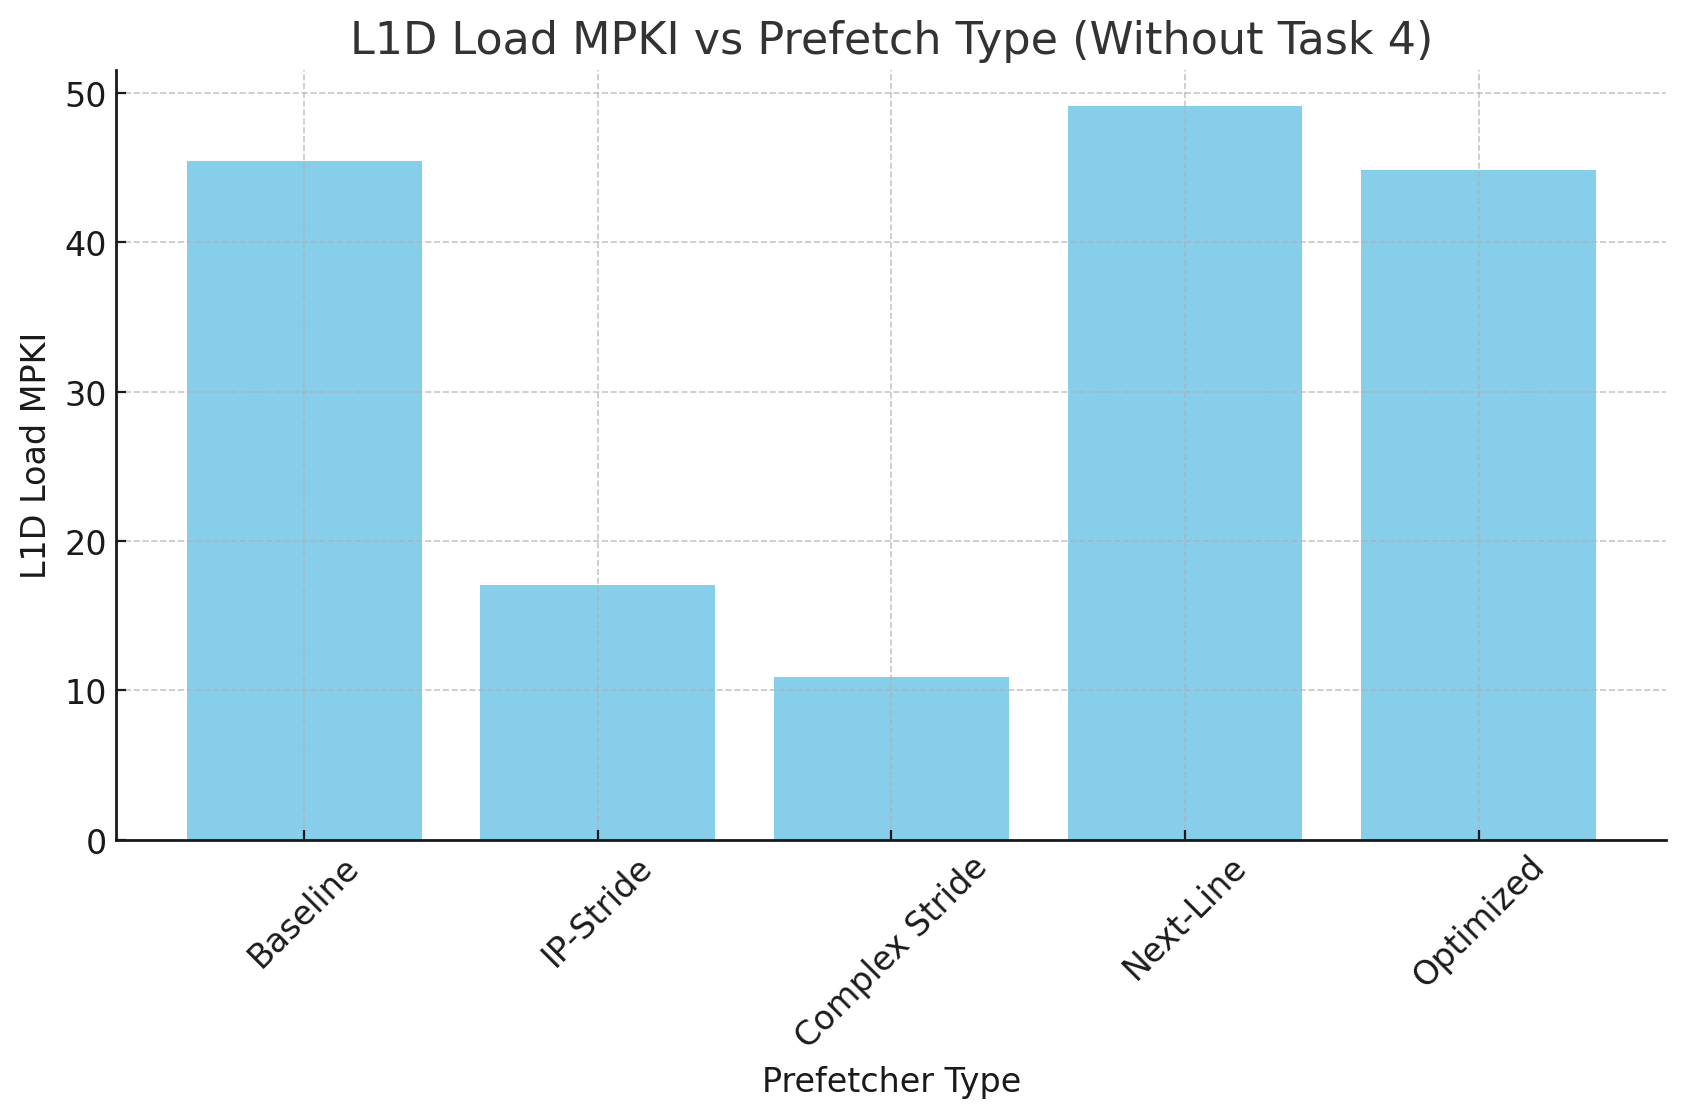 L1D Load MPKI vs Prefetch Type (Without Task 4)
L1D Load MPKI
50
40
30
20
10
0
Baseline
IP-Stride
Complex Stride
Next-Line
Optimized
Prefetcher Type